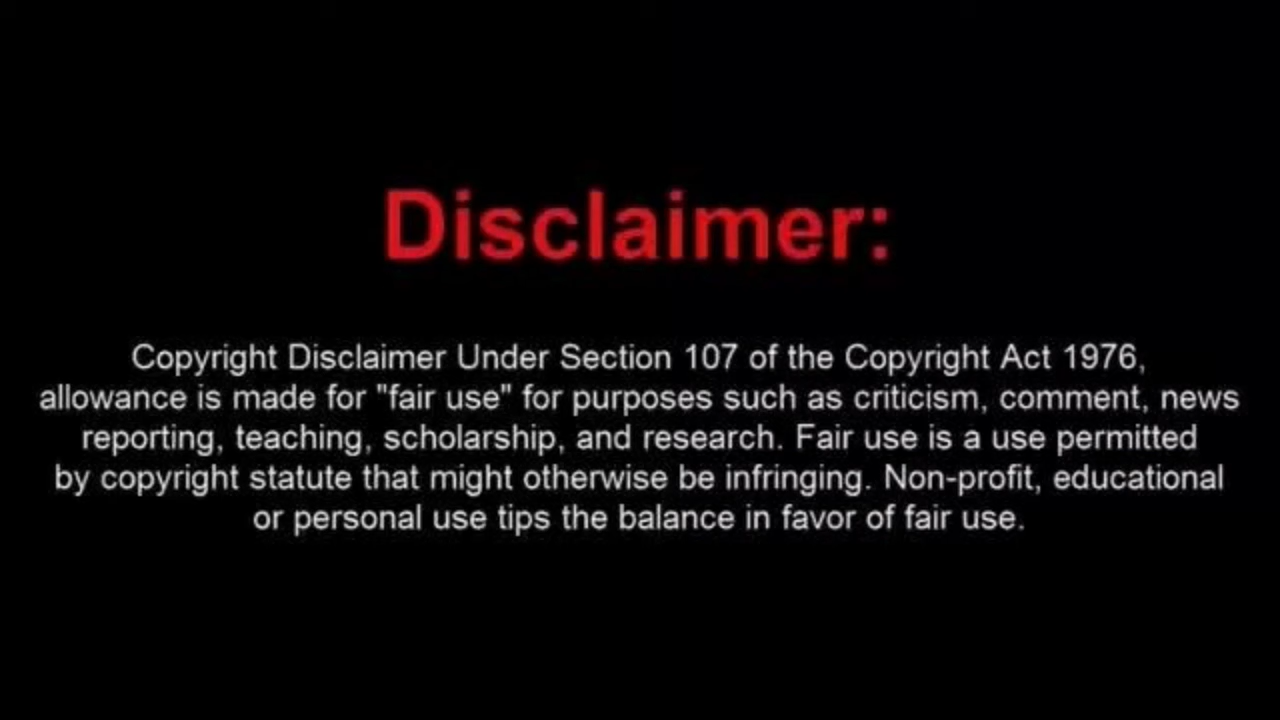 Disclaimer:
Copyright Disclaimer Under Section 107 of the Copyright Act 1976,
allowance is made for "fair use" for purposes such as criticism, comment, news
reporting, teaching, scholarship, and research. Fair use is a use permitted
by copyright statute that might otherwise be infringing. Non-profit, educational
or personal use tips the balance in favor of fair use.